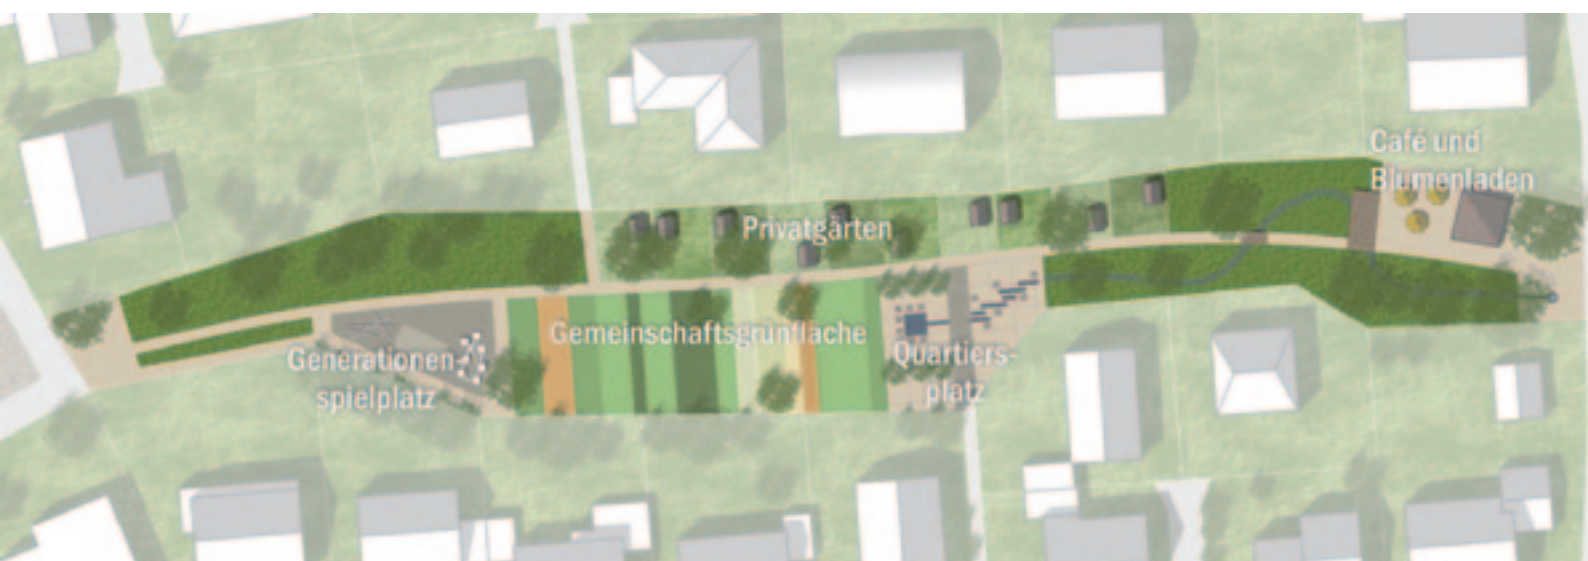 Café und
Blumenladen
Privatgärten
Gemeinschaftsgrünfläche
Generationen-
spielplatz
Quartiers-
platz